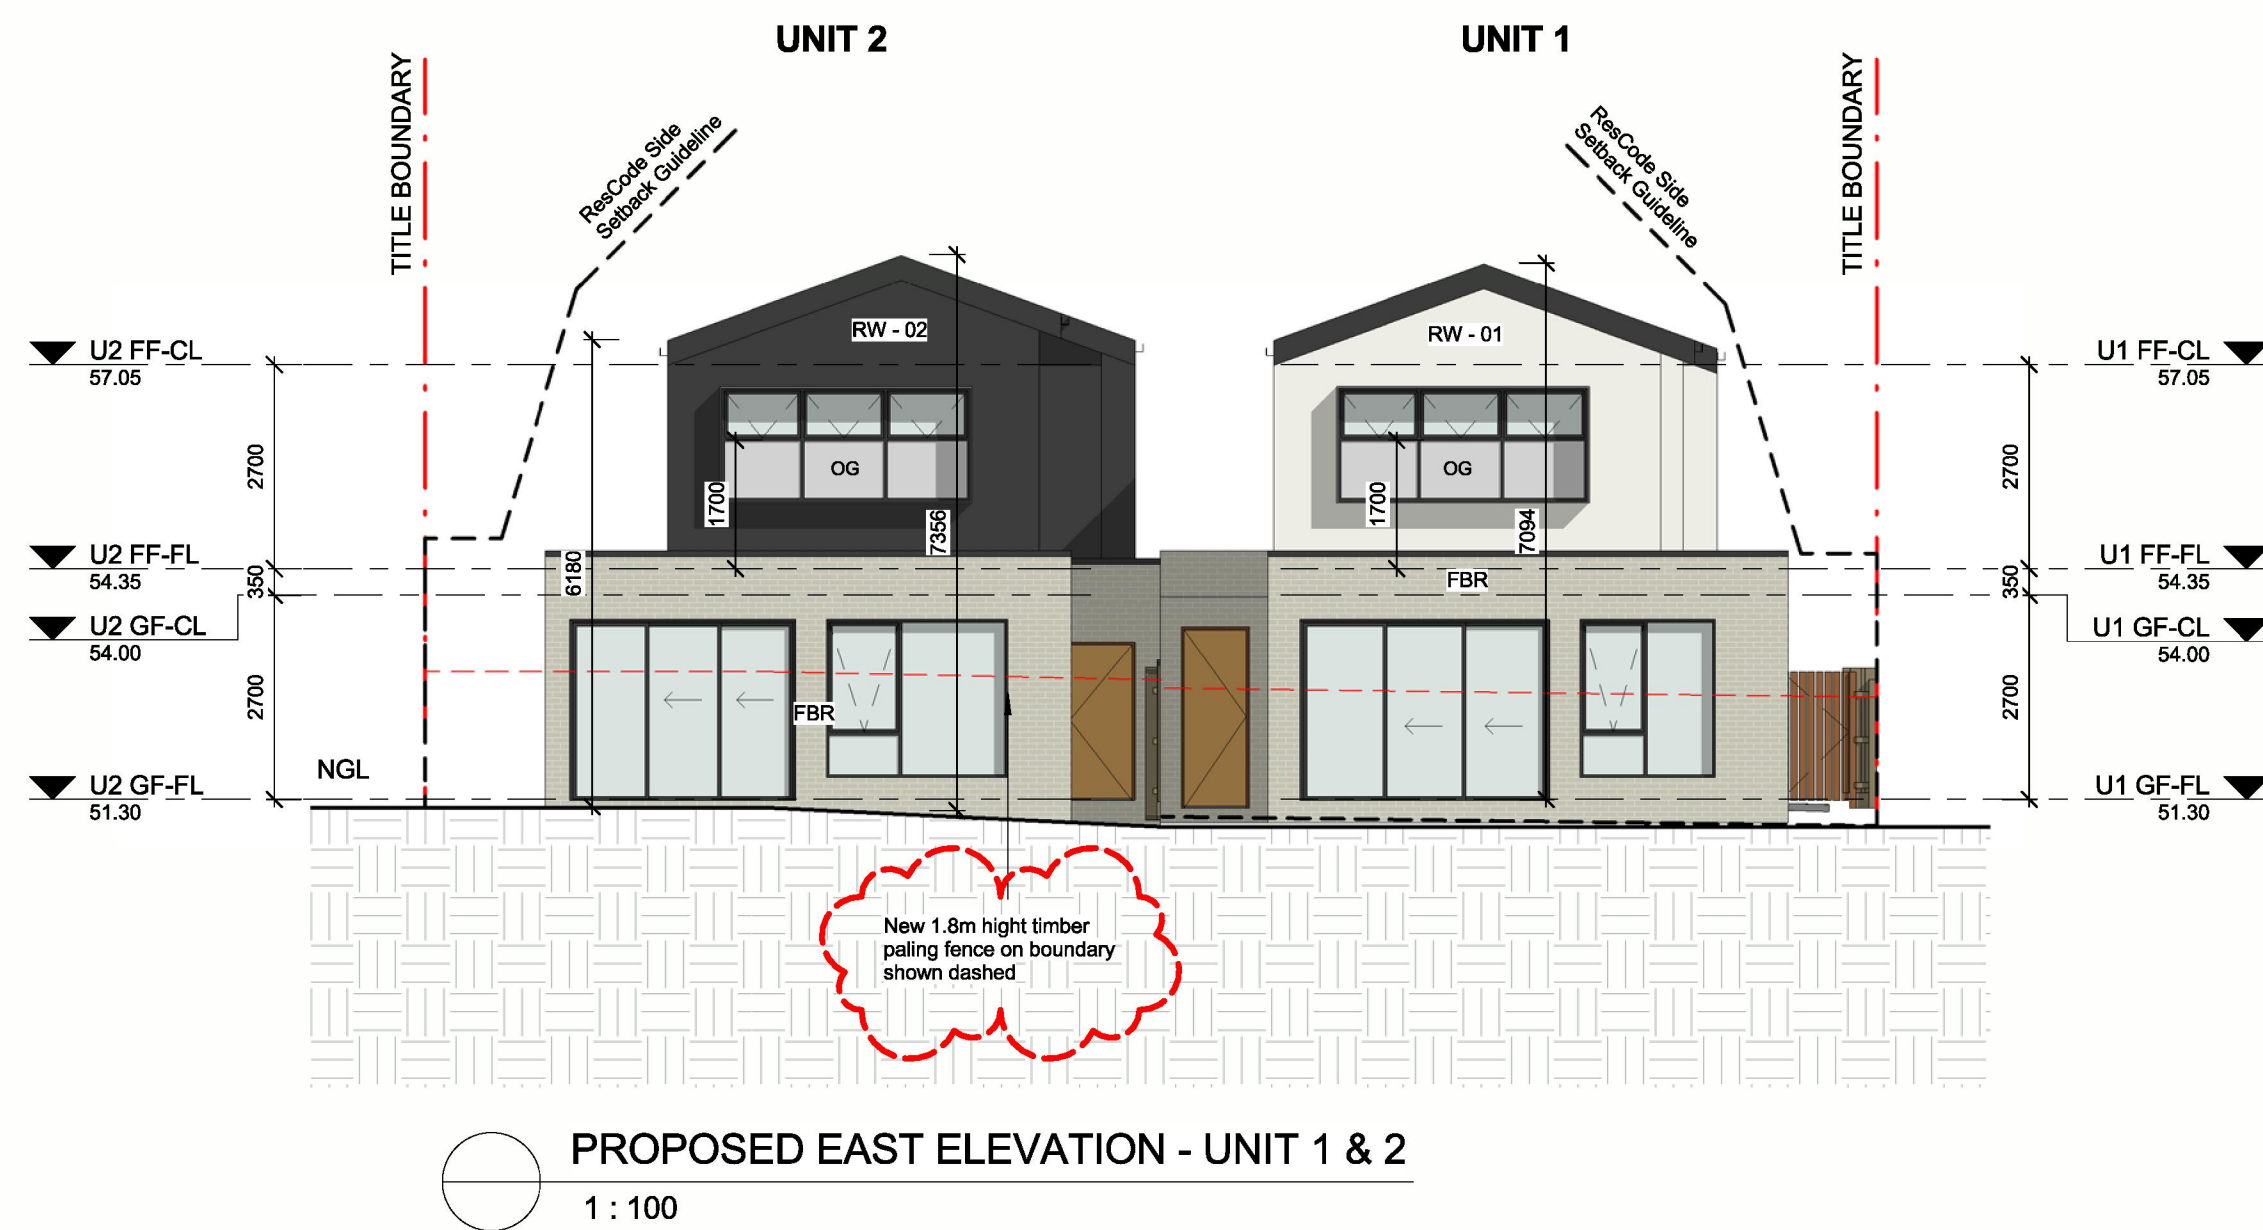 UNIT 2
UNIT 1
TITLE BOUNDARY
ResCode Side
Setback Guideline
ResCode Side
Setback Guideline
TITLE BOUNDARY
RW - 02
RW - 01
U2 FF-CL
57.05
U1 FF-CL
57.05
2700
1700
OG
7356
6180
1700
OG
7094
2700
U2 FF-FL
54.35
350
FBR
U1 FF-FL
54.35
350
U2 GF-CL
54.00
U1 GF-CL
54.00
2700
FBR
2700
NGL
U2 GF-FL
51.30
U1 GF-FL
51.30
New 1.8m hight timber
paling fence on boundary
shown dashed
PROPOSED EAST ELEVATION - UNIT 1 & 2
1 : 100